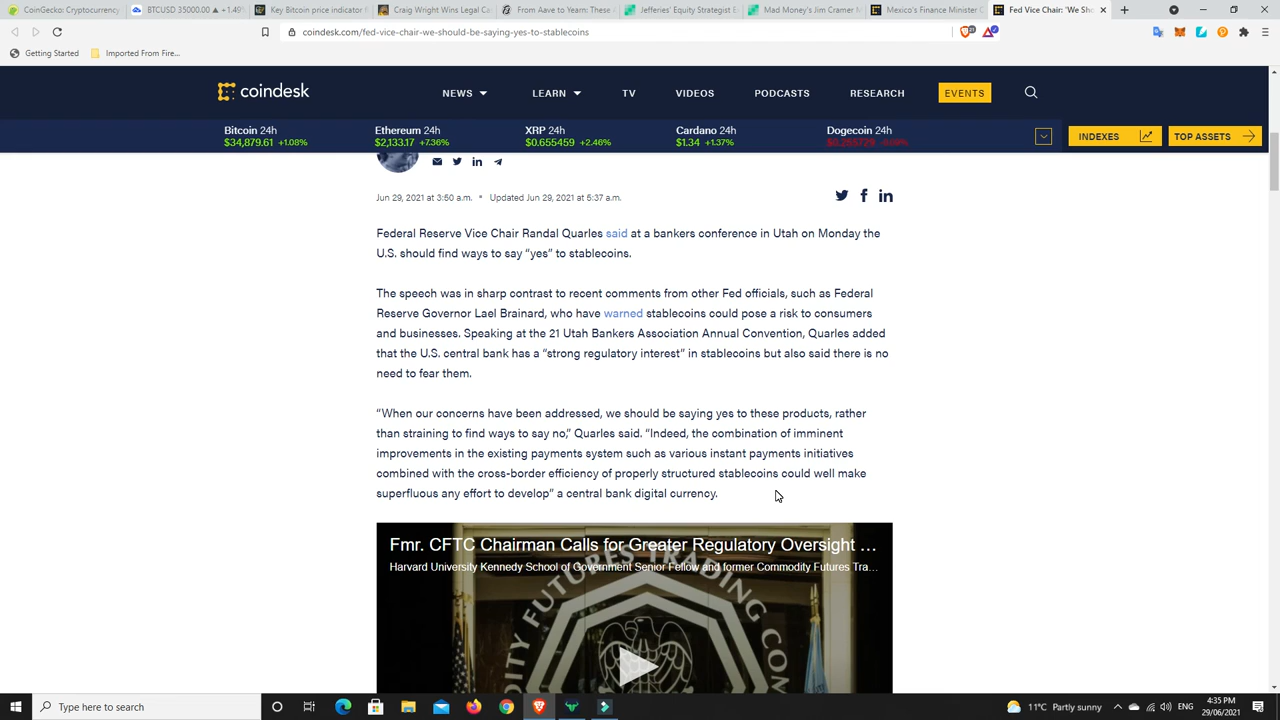 CoinGecko: Cryptocurrency
BTCUSD 35000.00 ▲ +1.49%
Key Bitcoin price indicator f
Craig Wright Wins Legal Ca
From Aave to Yearn: These A
Jefferies' Equity Strategist E
Mad Money's Jim Cramer M
Mexico's Finance Minister C
Fed Vice Chair: 'We Sho
coindesk.com/fed-vice-chair-we-should-be-saying-yes-to-stablecoins
Getting Started
Imported From Fire...
coindesk
NEWS LEARN TV VIDEOS PODCASTS RESEARCH EVENTS
Bitcoin 24h
$34,879.61 +1.08%
Ethereum 24h
$2,133.17 +7.36%
XRP 24h
$0.655459 +2.46%
Cardano 24h
$1.34 +1.37%
Dogecoin 24h
INDEXES
TOP ASSETS
Jun 29, 2021 at 3:50 a.m. Updated Jun 29, 2021 at 5:37 a.m.
Federal Reserve Vice Chair Randal Quarles said at a bankers conference in Utah on Monday the
U.S. should find ways to say “yes” to stablecoins.
The speech was in sharp contrast to recent comments from other Fed officials, such as Federal
Reserve Governor Lael Brainard, who have warned stablecoins could pose a risk to consumers
and businesses. Speaking at the 21 Utah Bankers Association Annual Convention, Quarles added
that the U.S. central bank has a “strong regulatory interest” in stablecoins but also said there is no
need to fear them.
“When our concerns have been addressed, we should be saying yes to these products, rather
than straining to find ways to say no,” Quarles said. “Indeed, the combination of imminent
improvements in the existing payments system such as various instant payments initiatives
combined with the cross-border efficiency of properly structured stablecoins could well make
superfluous any effort to develop” a central bank digital currency.
Fmr. CFTC Chairman Calls for Greater Regulatory Oversight ...
Harvard University Kennedy School of Government Senior Fellow and former Commodity Futures Tra...
FUTURES TRADING
Type here to search
11°C Partly sunny
ENG
4:35 PM
29/06/2021